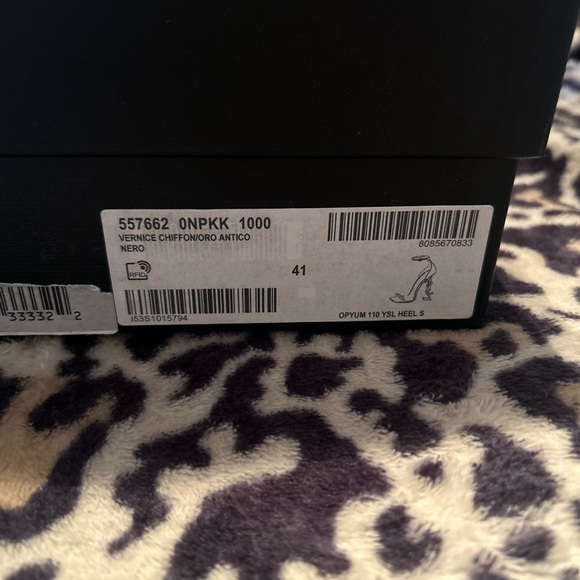 557662 0NPKK 1000
VERNICE CHIFFON/ORO ANTICO
NERO
8085670833
RFID
41
I53S1015794
OPYUM 110 YSL HEEL S
33332 2